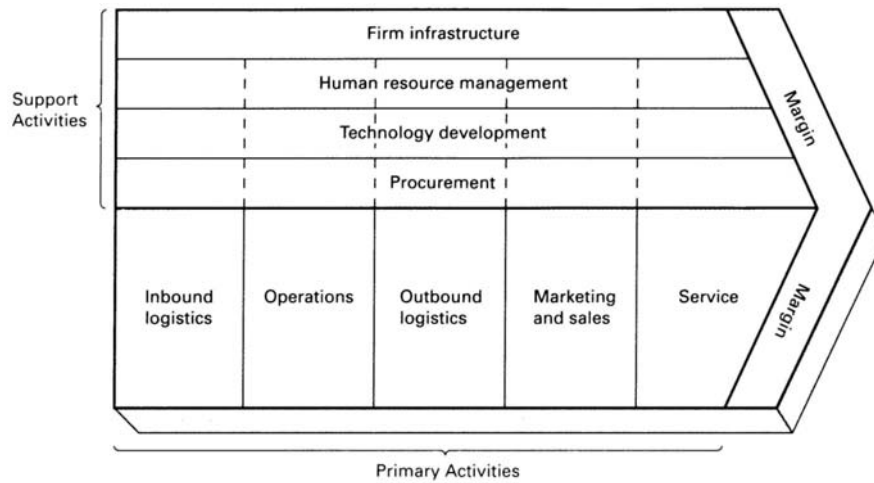 Firm infrastructure
Human resource management
Support
Activities
Technology development
Procurement
Margin
Inbound
logistics
Operations
Outbound
logistics
Marketing
and sales
Service
Margin
Primary Activities